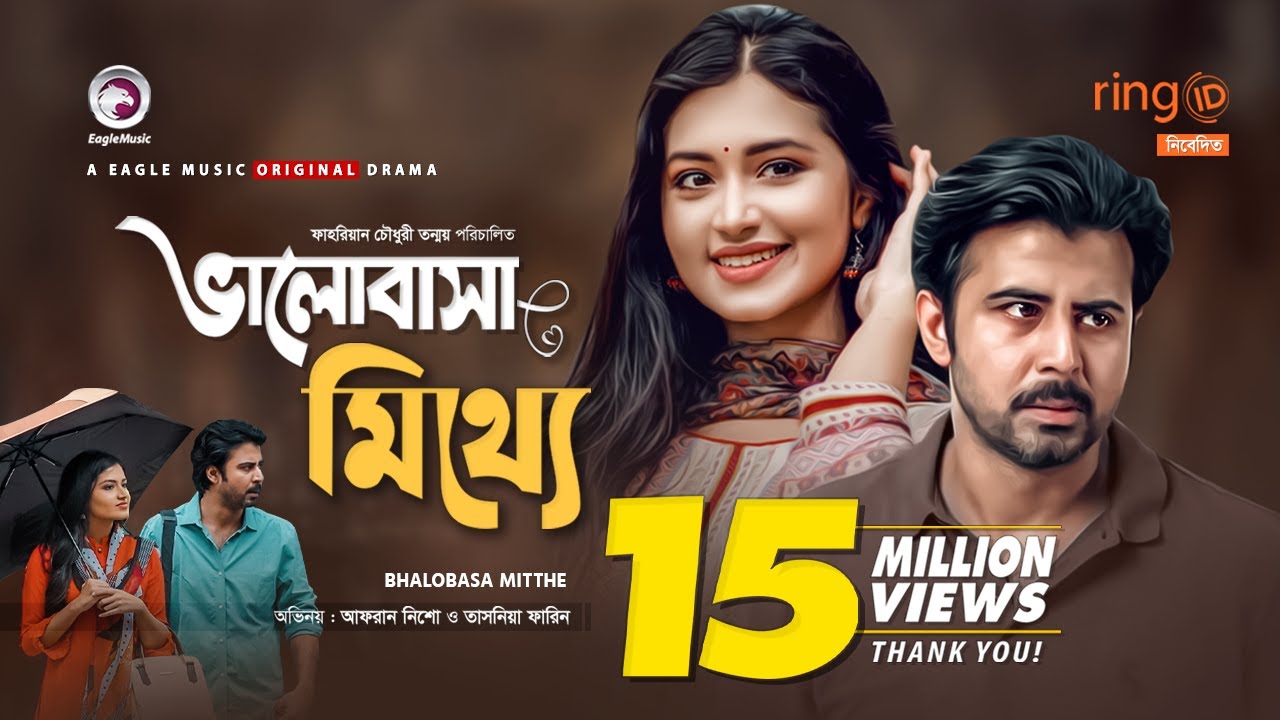 EagleMusic
A EAGLE MUSIC ORIGINAL DRAMA
ringID
নিবেদিত
ফাহরিয়ান চৌধুরী তন্ময় পরিচালিত
ভালোবাসা
মিথ্যে
BHALOBASA MITTHE
অভিনয় : আফরান নিশো ও তাসনিয়া ফারিন
15
MILLION
VIEWS
THANK YOU!